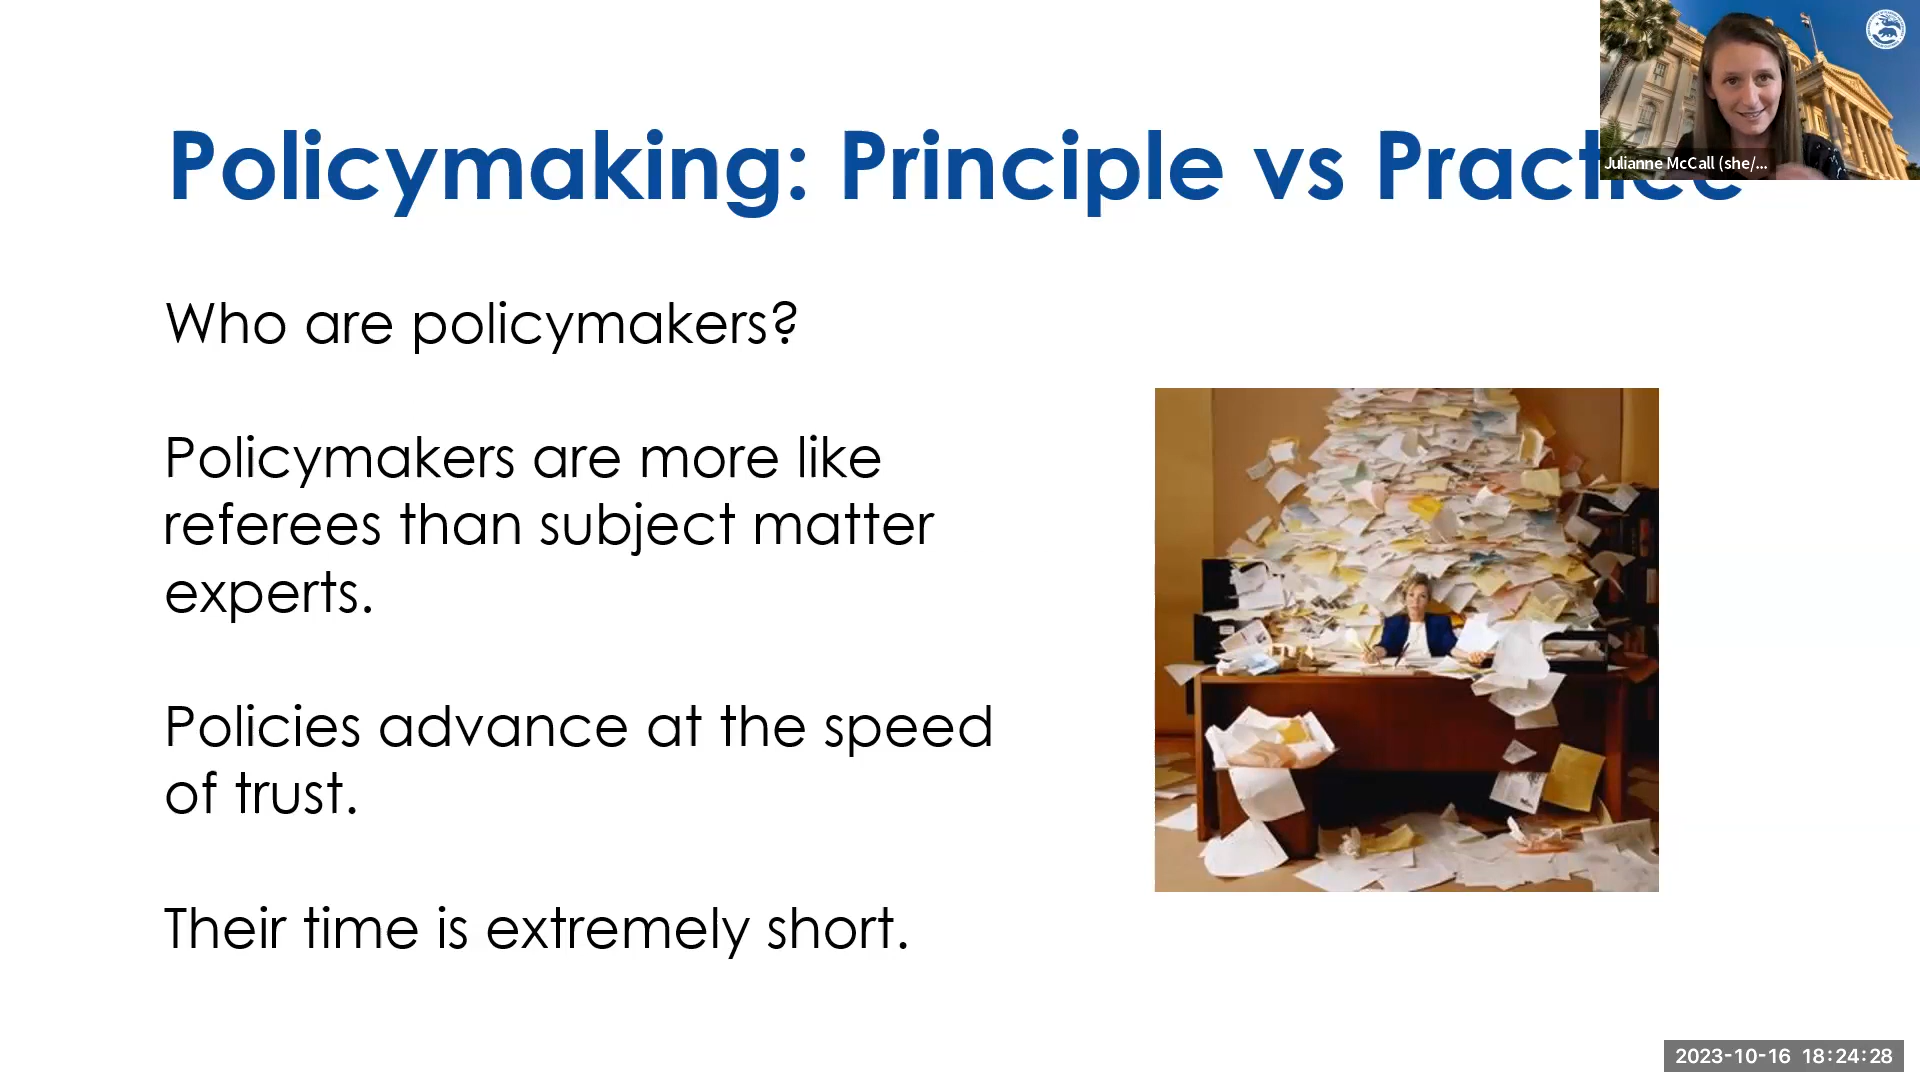 Policymaking: Principle vs Practice
Julianne McCall (she/...
Who are policymakers?
Policymakers are more like
referees than subject matter
experts.
Policies advance at the speed
of trust.
Their time is extremely short.
2023-10-16 18:24:28